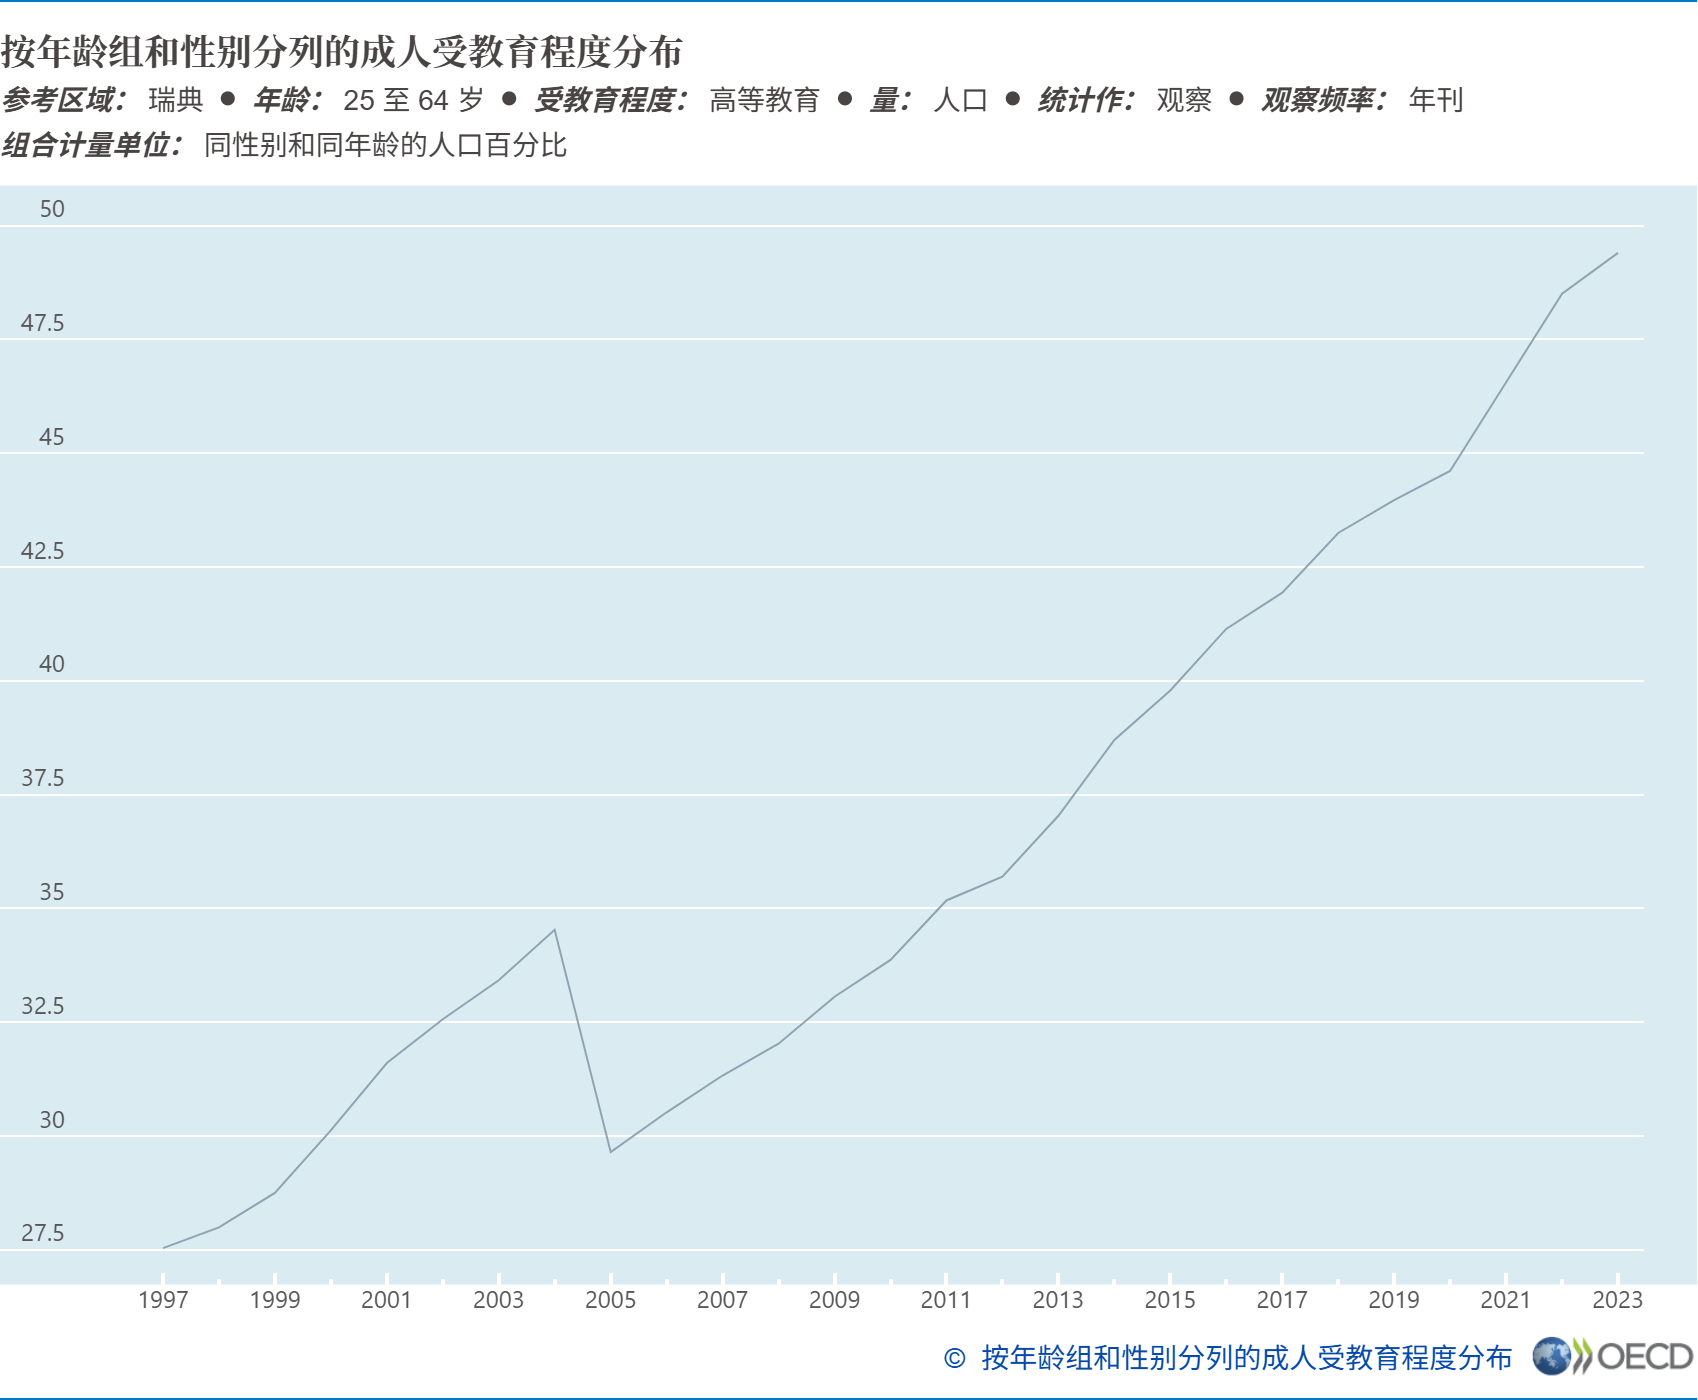 按年龄组和性别分列的成人受教育程度分布
参考区域： 瑞典 ● 年龄： 25 至 64 岁 ● 受教育程度： 高等教育 ● 量： 人口 ● 统计作： 观察 ● 观察频率： 年刊
组合计量单位： 同性别和同年龄的人口百分比
50
47.5
45
42.5
40
37.5
35
32.5
30
27.5
1997 1999 2001 2003 2005 2007 2009 2011 2013 2015 2017 2019 2021 2023
© 按年龄组和性别分列的成人受教育程度分布 OECD